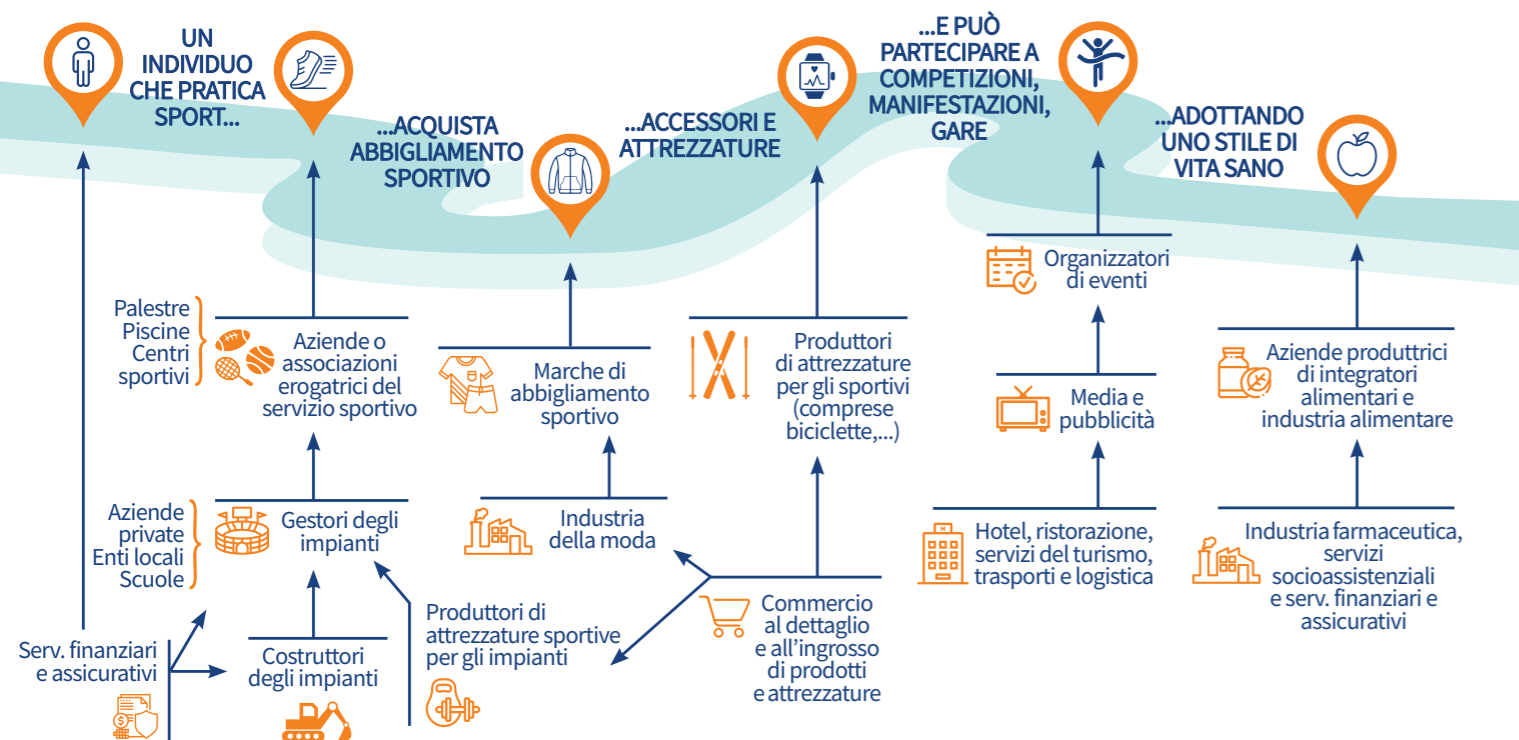 UN
INDIVIDUO
CHE PRATICA
SPORT...
...ACQUISTA
ABBIGLIAMENTO
SPORTIVO
...ACCESSORI E
ATTREZZATURE
...E PUÒ
PARTECIPARE A
COMPETIZIONI,
MANIFESTAZIONI,
GARE
...ADOTTANDO
UNO STILE DI
VITA SANO
Palestre
Piscine
Centri
sportivi
Aziende o
associazioni
erogatrici del
servizio sportivo
Marche di
abbigliamento
sportivo
Produttori
di attrezzature
per gli sportivi
(comprese
biciclette,...)
Organizzatori
di eventi
Media e
pubblicità
Aziende produttrici
di integratori
alimentari e
industria alimentare
Aziende
private
Enti locali
Scuole
Gestori degli
impianti
Industria
della moda
Hotel, ristorazione,
servizi del turismo,
trasporti e logistica
H
Industria farmaceutica,
servizi
socioassistenziali
e serv. finanziari e
assicurativi
Serv. finanziari
e assicurativi
$
Costruttori
degli impianti
Produttori di
attrezzature sportive
per gli impianti
Commercio
al dettaglio
e all'ingrosso
di prodotti
e attrezzature